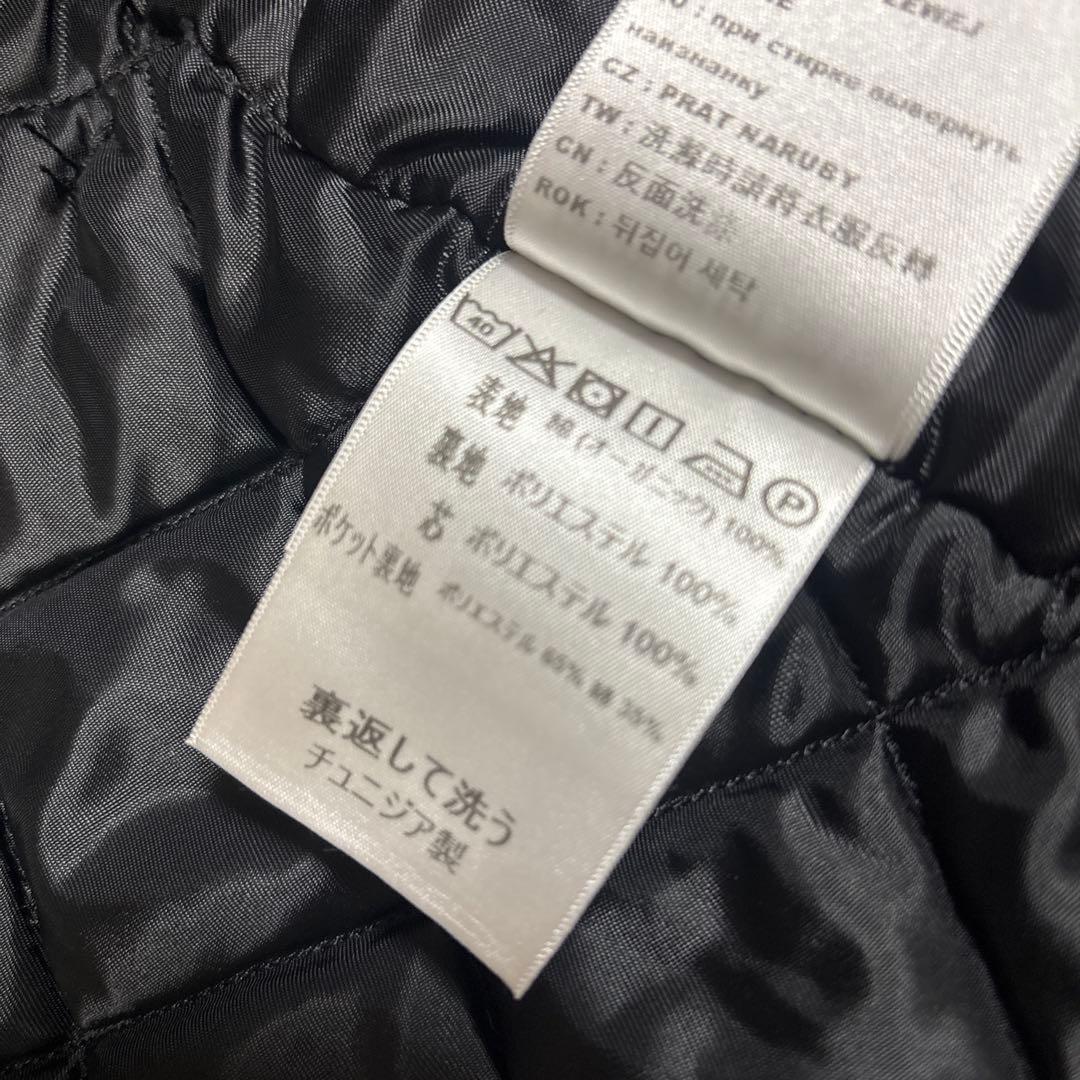 LEWEJ
при стирке вывернуть
наизнанку
CZ : PRAT NARUBY
TW : 洗滌時請將衣服反轉
CN : 反面洗涤
ROK : 뒤집어 세탁
40
P
表地 綿 (オーガニック) 100%
裏地 ポリエステル 100%
芯 ポリエステル 100%
ポケット裏地 ポリエステル 65%, 綿 35%
裏返して洗う
チュニジア製